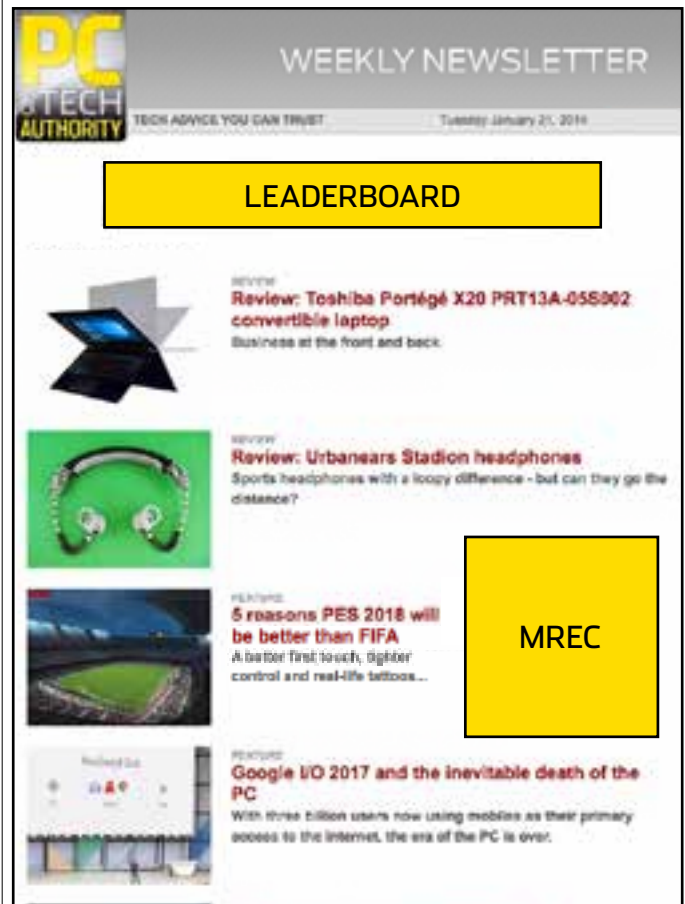 PC
&TECH
AUTHORITY
WEEKLY NEWSLETTER
TECH ADVICE YOU CAN TRUST
Tuesday January 21, 2014
LEADERBOARD
REVIEW
Review: Toshiba Portégé X20 PRT13A-05S002
convertible laptop
Business at the front and back
REVIEW
Review: Urbanears Stadion headphones
Sports headphones with a loopy difference - but can they go the
distance?
FEATURE
5 reasons PES 2018 will
be better than FIFA
A better first touch, tighter
control and real-life tattoos...
MREC
FEATURE
Google I/O 2017 and the inevitable death of the
PC
With three billion users now using mobiles as their primary
access to the internet, the era of the PC is over.